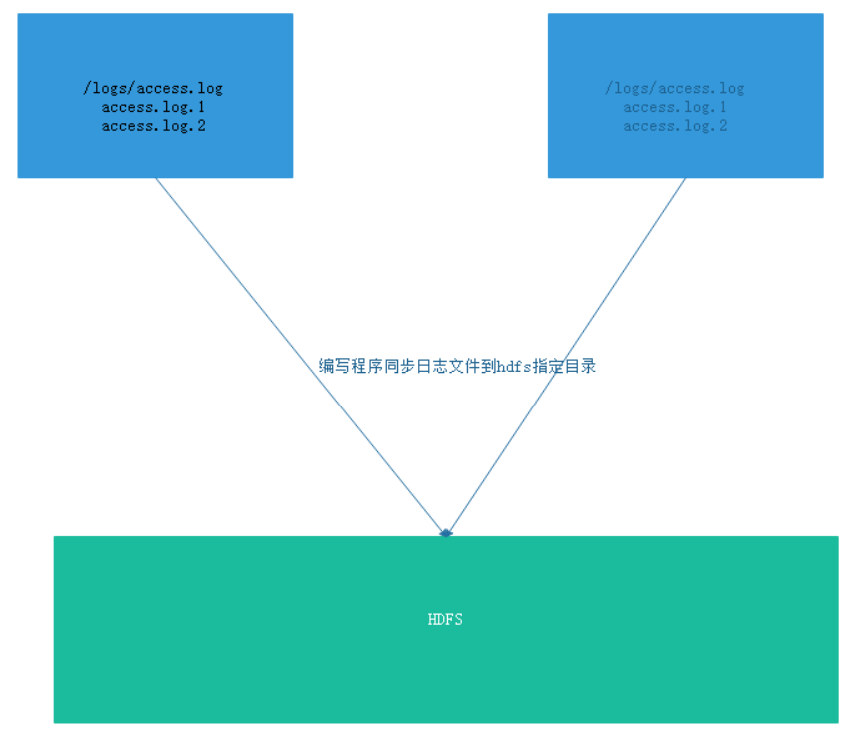 /logs/access.log
access.log.1
access.log.2
/logs/access.log
access.log.1
access.log.2
编写程序同步日志文件到hdfs指定目录
HDFS